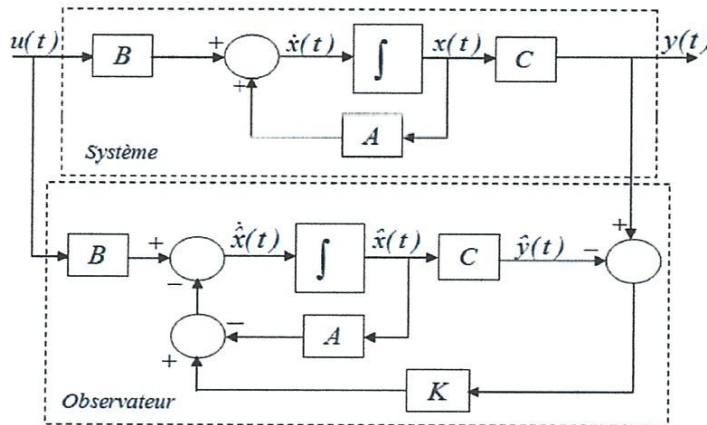 u(t)
B
+
+
ẋ(t)
∫
x(t)
C
y(t)
A
Système
B
+
−
x̂̇(t)
∫
x̂(t)
C
ŷ(t)
−
+
−
A
+
K
Observateur